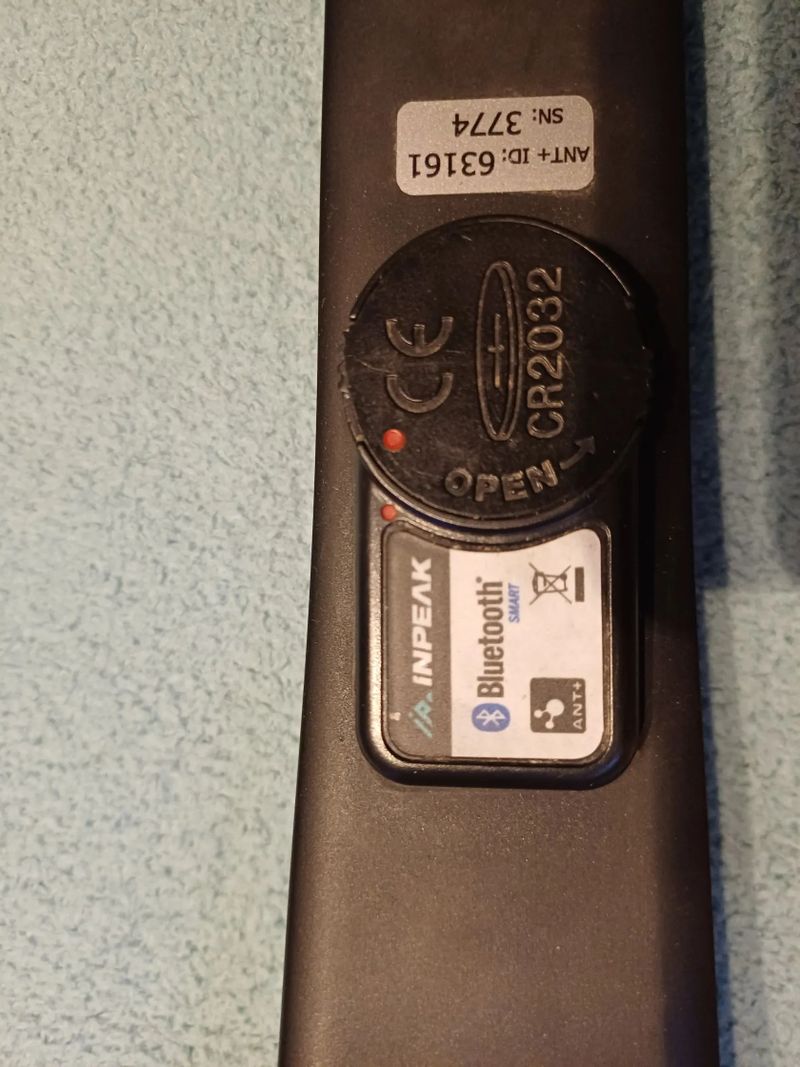 ANT+ ID: 63161
SN: 3774
CE
+
CR2032
OPEN
INPEAK
Bluetooth®
SMART
ANT+